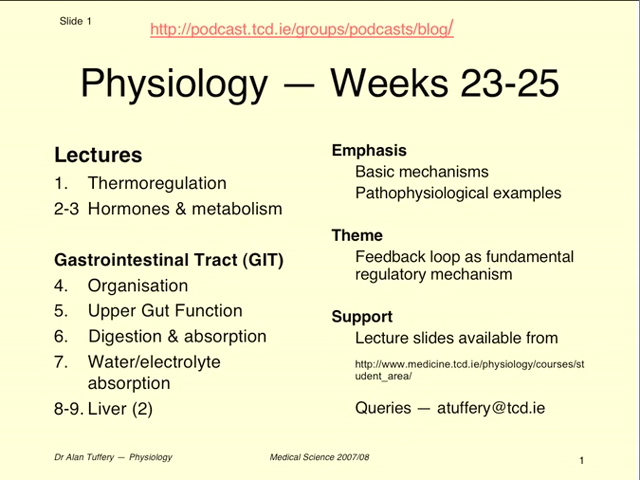 Slide 1
http://podcast.tcd.ie/groups/podcasts/blog/
Physiology — Weeks 23-25
Lectures
1. Thermoregulation
2-3 Hormones & metabolism
Gastrointestinal Tract (GIT)
4. Organisation
5. Upper Gut Function
6. Digestion & absorption
7. Water/electrolyte
absorption
8-9. Liver (2)
Emphasis
Basic mechanisms
Pathophysiological examples
Theme
Feedback loop as fundamental
regulatory mechanism
Support
Lecture slides available from
http://www.medicine.tcd.ie/physiology/courses/st
udent_area/
Queries — atuffery@tcd.ie
Dr Alan Tuffery — Physiology
Medical Science 2007/08
1